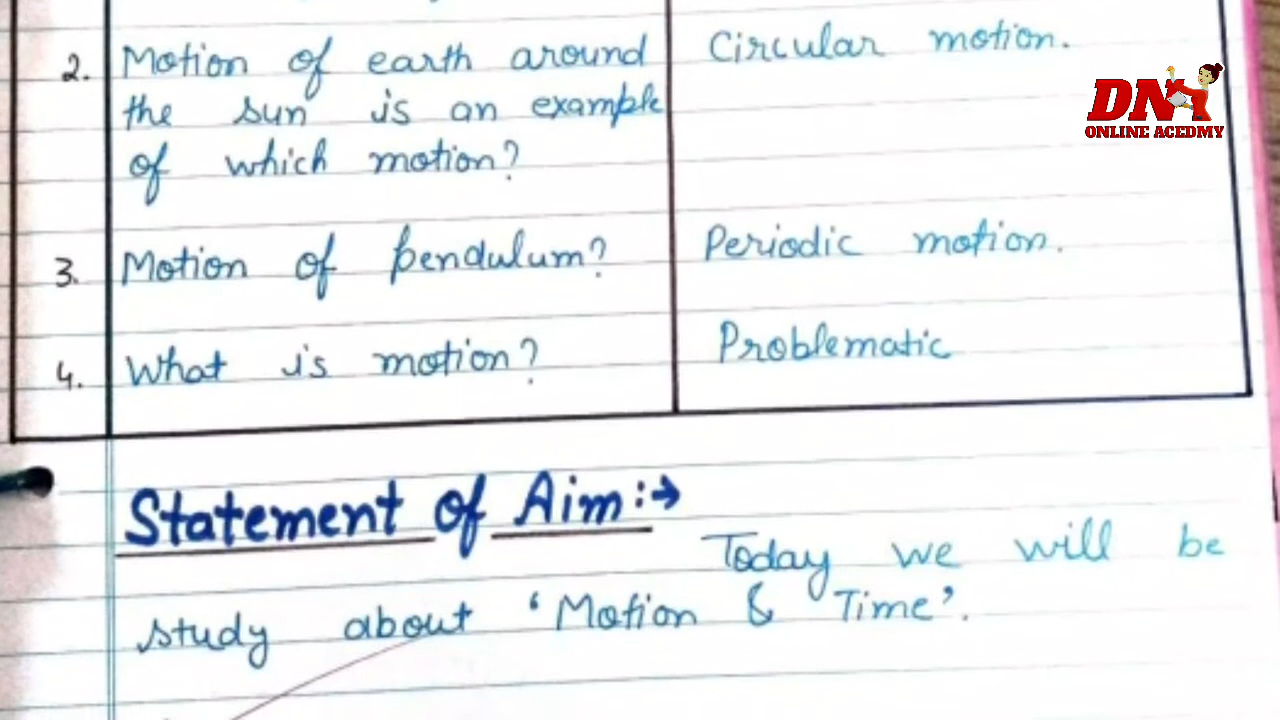 2. Motion of earth around Circular motion.
the sun is an example
of which motion?
3. Motion of pendulum? Periodic motion.
4. What is motion? Problematic
Statement of Aim:→
Today we will be
study about ‘Motion & Time’.
DNA
ONLINE ACEDMY